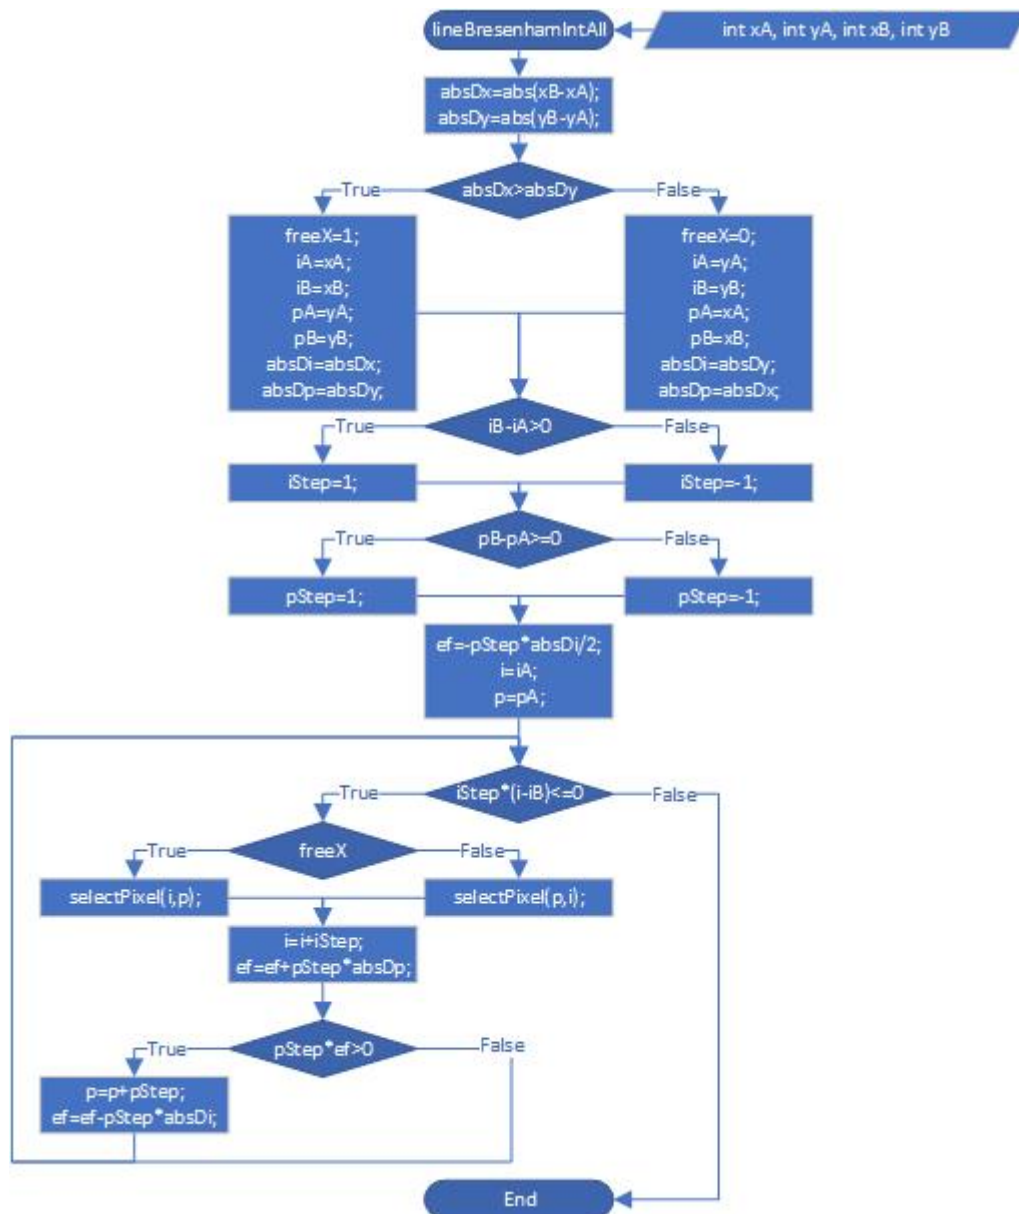 lineBresenhamIntAll
int xA, int yA, int xB, int yB
absDx=abs(xB-xA);
absDy=abs(yB-yA);
absDx>absDy
True
False
freeX=1;
iA=xA;
iB=xB;
pA=yA;
pB=yB;
absDi=absDx;
absDp=absDy;
freeX=0;
iA=yA;
iB=yB;
pA=xA;
pB=xB;
absDi=absDy;
absDp=absDx;
iB-iA>0
True
False
iStep=1;
iStep=-1;
pB-pA>=0
True
False
pStep=1;
pStep=-1;
ef=-pStep*absDi/2;
i=iA;
p=pA;
iStep*(i-iB)<=0
True
False
freeX
True
False
selectPixel(i,p);
selectPixel(p,i);
i=i+iStep;
ef=ef+pStep*absDp;
pStep*ef>0
True
False
p=p+pStep;
ef=ef-pStep*absDi;
End